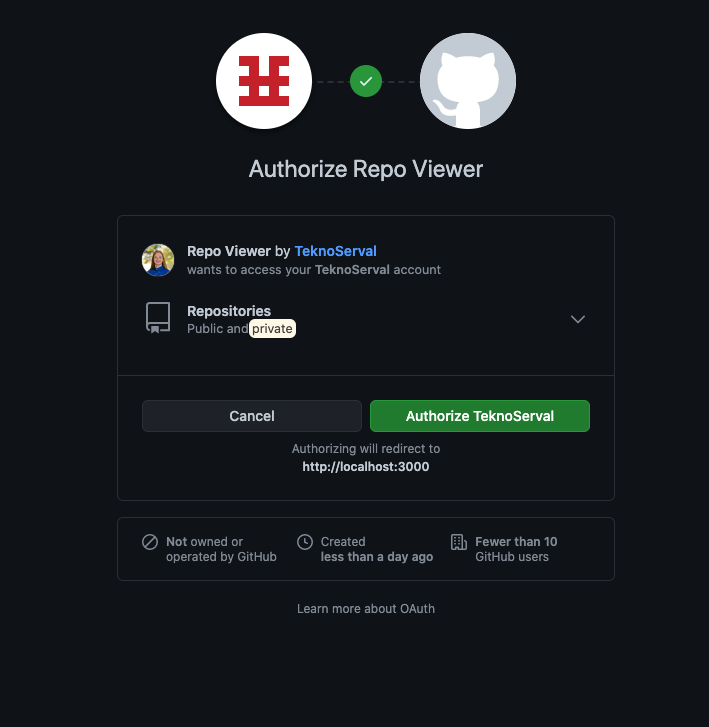 Authorize Repo Viewer
Repo Viewer by TeknoServal
wants to access your TeknoServal account
Repositories
Public and private
Cancel
Authorize TeknoServal
Authorizing will redirect to
http://localhost:3000
Not owned or
operated by GitHub
Created
less than a day ago
Fewer than 10
GitHub users
Learn more about OAuth